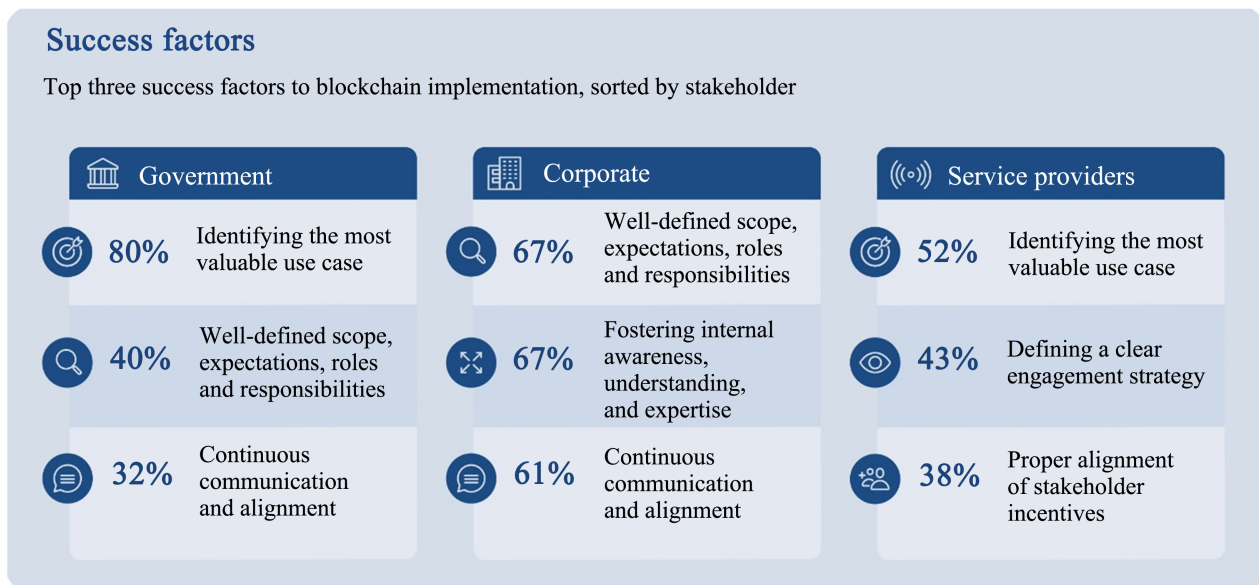 Success factors
Top three success factors to blockchain implementation, sorted by stakeholder
Government
80%
Identifying the most
valuable use case
40%
Well-defined scope,
expectations, roles
and responsibilities
32%
Continuous
communication
and alignment
Corporate
67%
Well-defined scope,
expectations, roles
and responsibilities
67%
Fostering internal
awareness,
understanding,
and expertise
61%
Continuous
communication
and alignment
Service providers
52%
Identifying the most
valuable use case
43%
Defining a clear
engagement strategy
38%
Proper alignment
of stakeholder
incentives